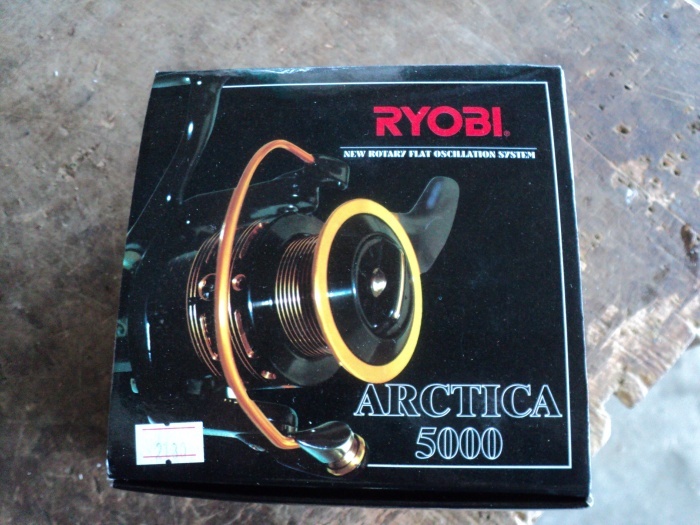 RYOBI®
NEW ROTARY FLAT OSCILLATION SYSTEM
ARCTICA
5000